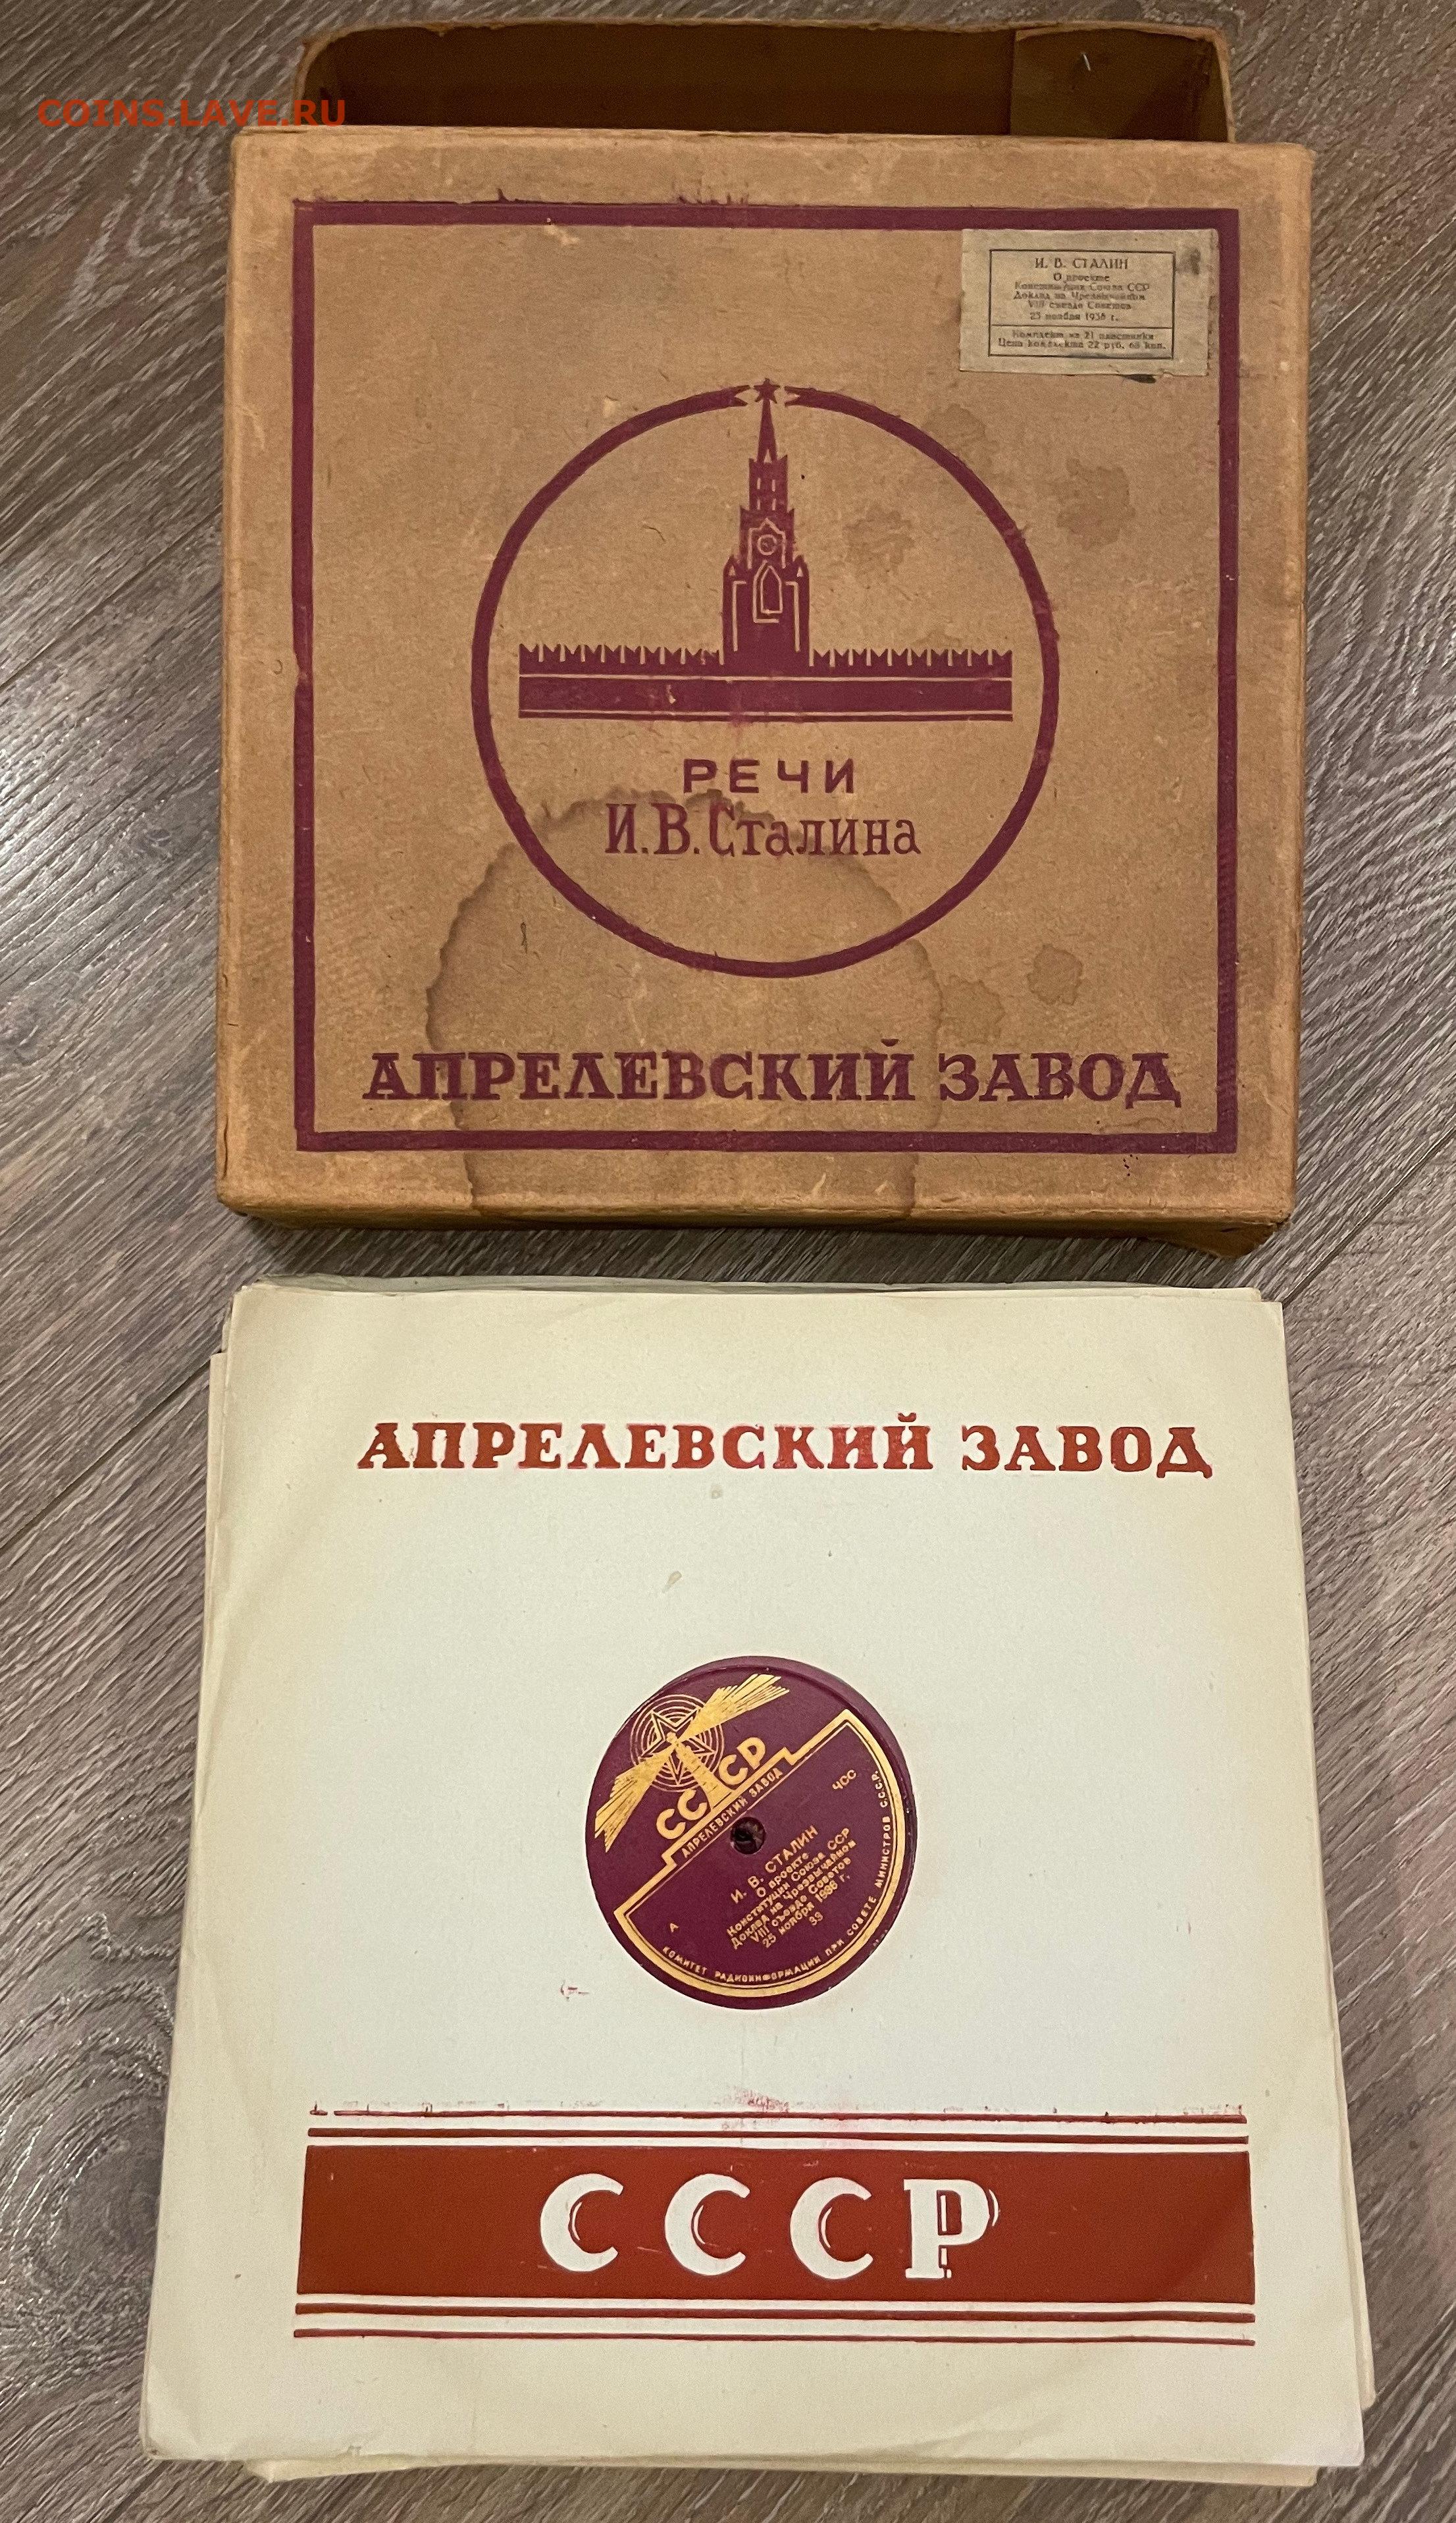 COINS.LAVE.RU
И. В. СТАЛИН
О проекте
Конституции Союза ССР
Доклад на Чрезвычайном
VIII съезде Советов
25 ноября 1936 г.
Комплект из 21 пластинки
Цена комплекта 22 руб. 68 коп.
РЕЧИ
И.В.Сталина
АПРЕЛЕВСКИЙ ЗАВОД
АПРЕЛЕВСКИЙ ЗАВОД
СССР
АПРЕЛЕВСКИЙ ЗАВОД
ЧСС
И. В. СТАЛИН
О проекте
Конституции Союза ССР
Доклад на Чрезвычайном
VIII съезде Советов
25 ноября 1936 г.
33
А
КОМИТЕТ РАДИОИНФОРМАЦИИ ПРИ СОВЕТЕ МИНИСТРОВ СССР.
СССР